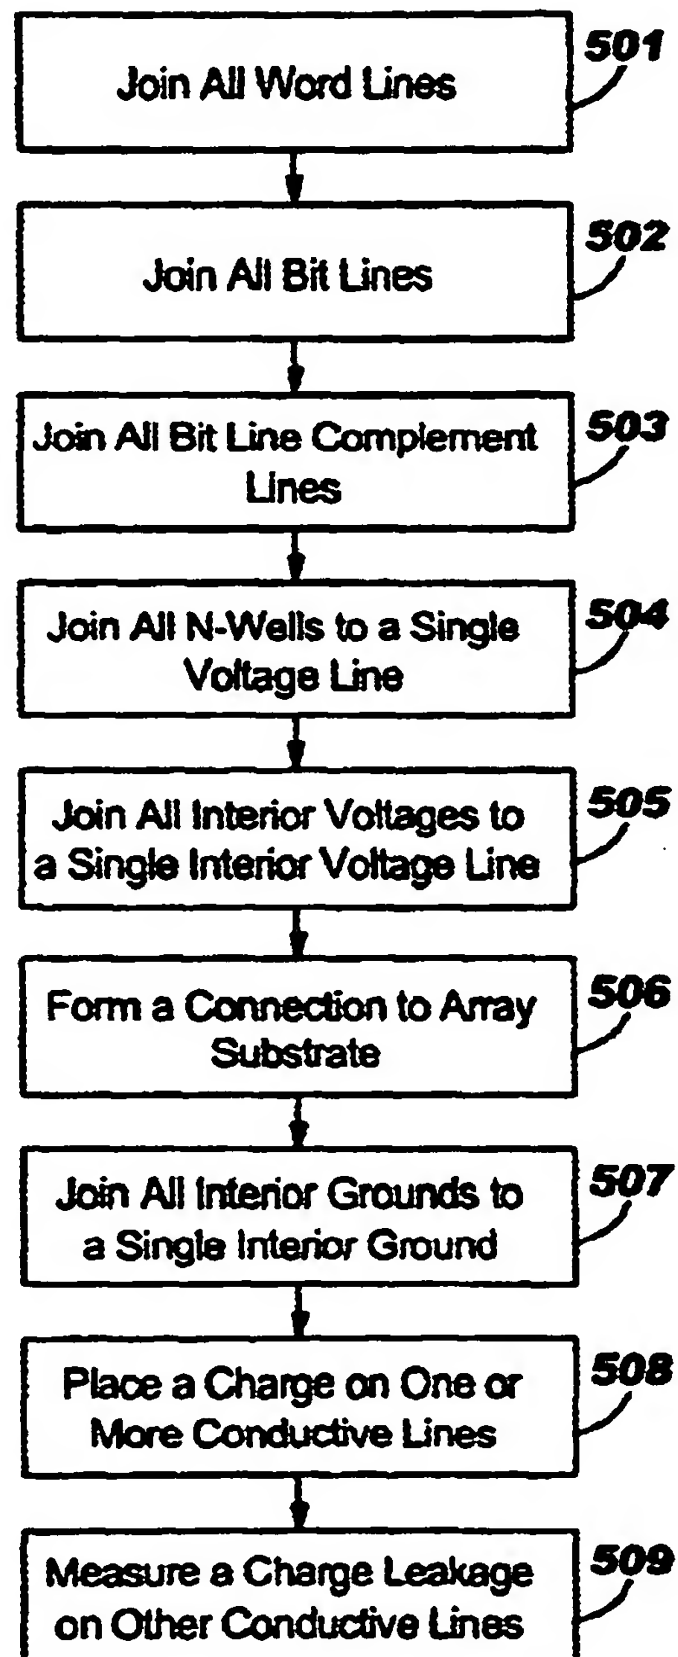 501
Join All Word Lines
502
Join All Bit Lines
503
Join All Bit Line Complement
Lines
504
Join All N-Wells to a Single
Voltage Line
505
Join All Interior Voltages to
a Single Interior Voltage Line
506
Form a Connection to Array
Substrate
507
Join All Interior Grounds to
a Single Interior Ground
508
Place a Charge on One or
More Conductive Lines
509
Measure a Charge Leakage
on Other Conductive Lines